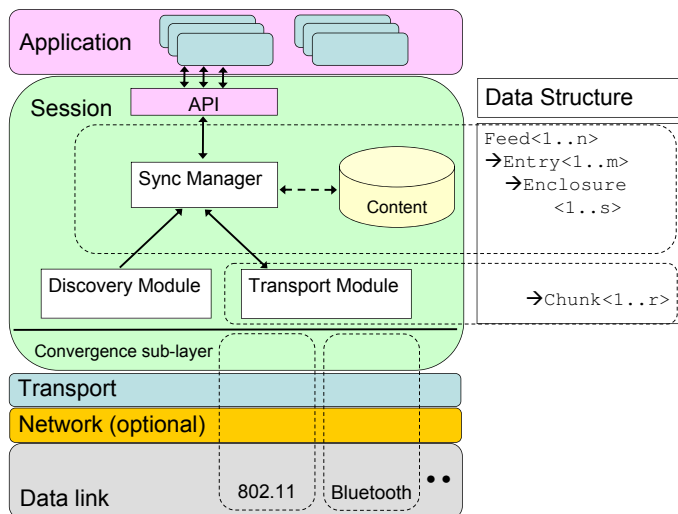 Application
Session
API
Data Structure
Sync Manager
Content
Feed<1..n>
→Entry<1..m>
→Enclosure
<1..s>
Discovery Module
Transport Module
→Chunk<1..r>
Convergence sub-layer
Transport
Network (optional)
Data link
802.11
Bluetooth